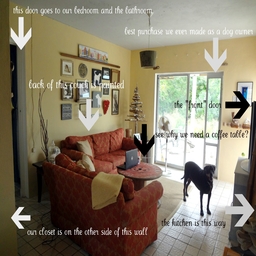 this door goes to our bedroom and the bathroom.
best purchase we ever made as a dog owner
back of this couch is painted
the "front" door
see why we need a coffee table?
the kitchen is this way
our closet is on the other side of this wall.